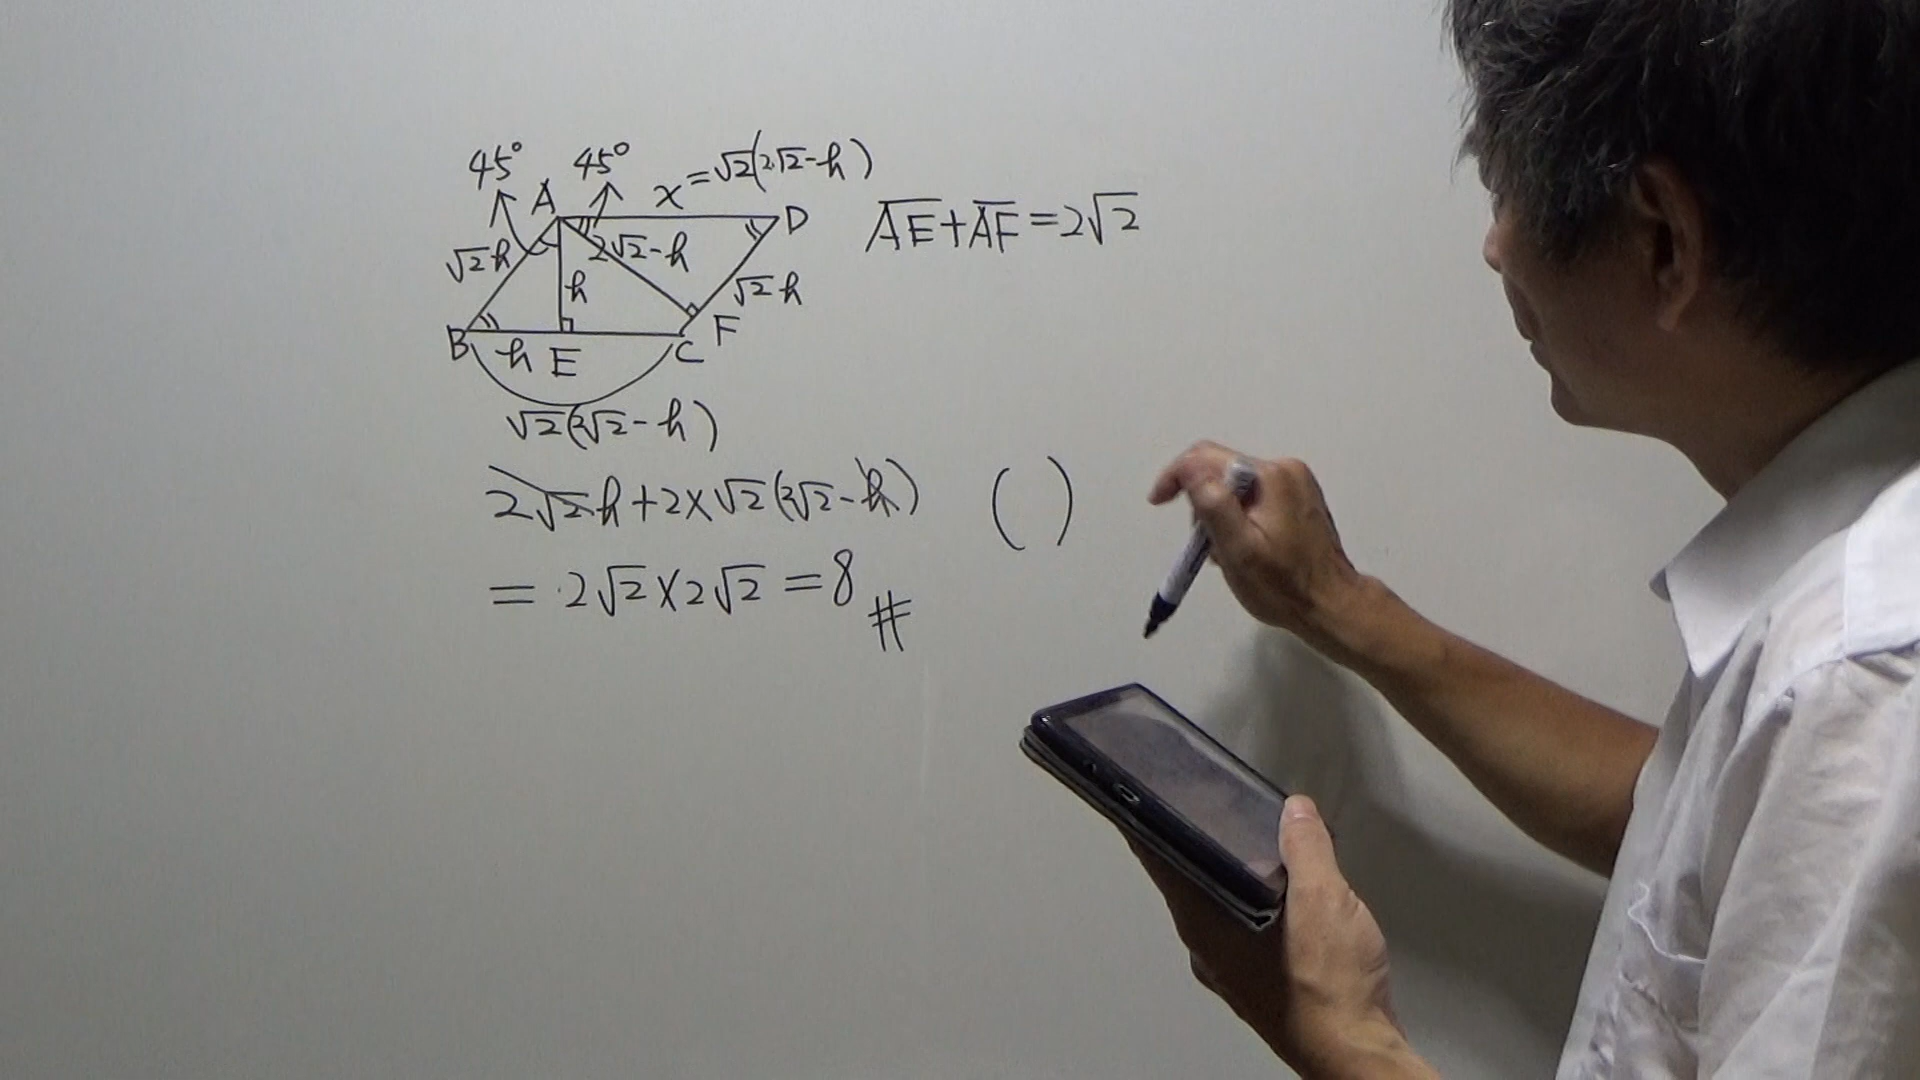 45° 45° x=√2(2√2-h)
A D
√2h 2√2-h
h √2h
B h E C F
√2(2√2-h)
AE+AF=2√2
2√2h+2×√2(2√2-h) ( )
=2√2×2√2=8#